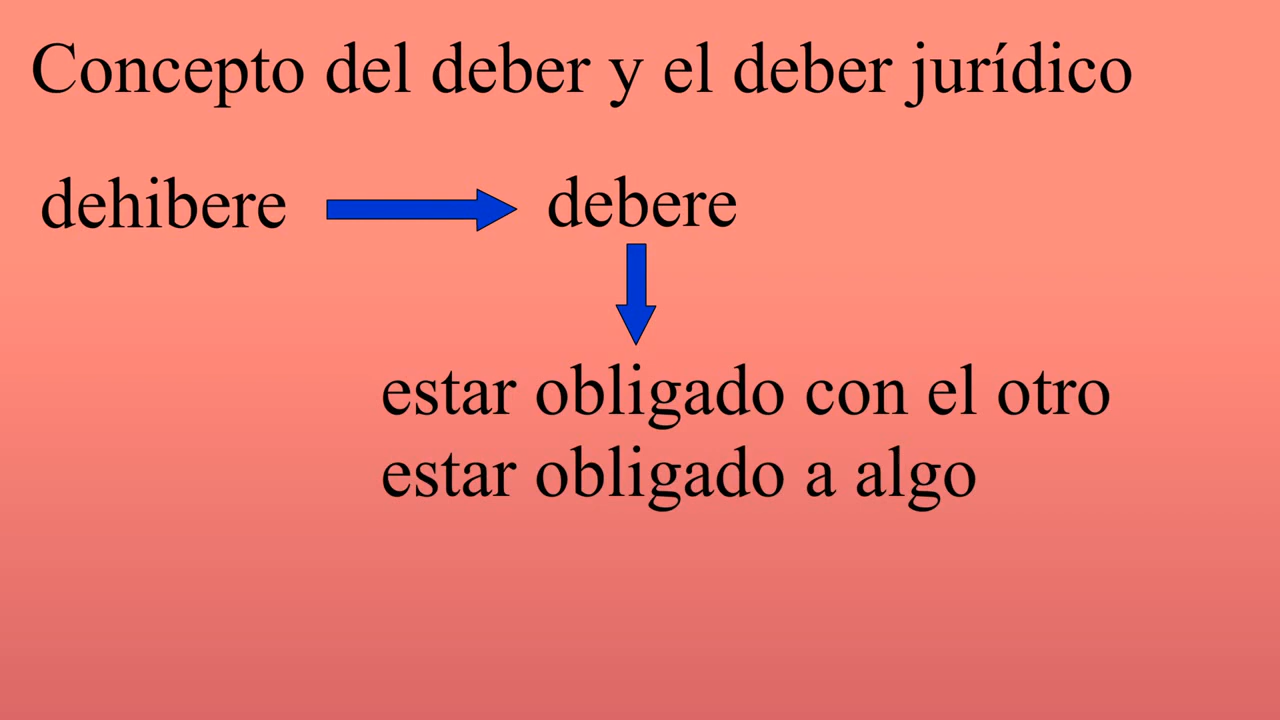 Concepto del deber y el deber jurídico
dehibere debere
estar obligado con el otro
estar obligado a algo